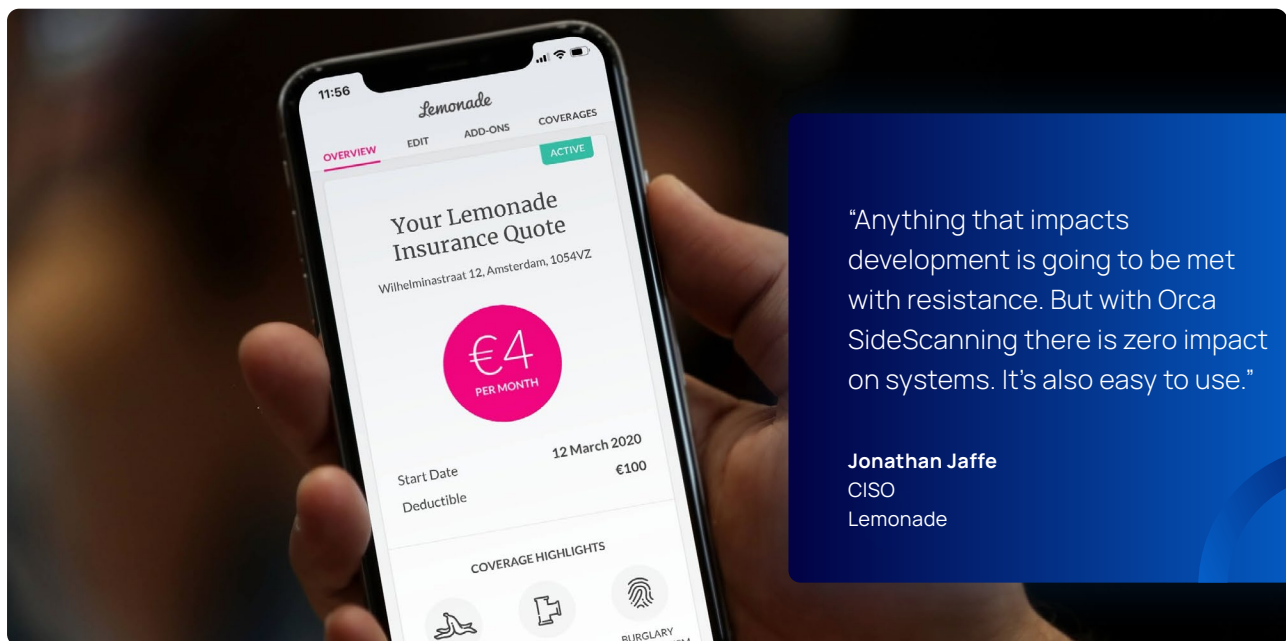 11:56
Lemonade
OVERVIEW EDIT ADD-ONS COVERAGES
ACTIVE
Your Lemonade
Insurance Quote
Wilhelminastraat 12, Amsterdam, 1054VZ
€4
PER MONTH
Start Date 12 March 2020
Deductible €100
COVERAGE HIGHLIGHTS
BURGLARY
“Anything that impacts
development is going to be met
with resistance. But with Orca
SideScanning there is zero impact
on systems. It’s also easy to use.”
Jonathan Jaffe
CISO
Lemonade